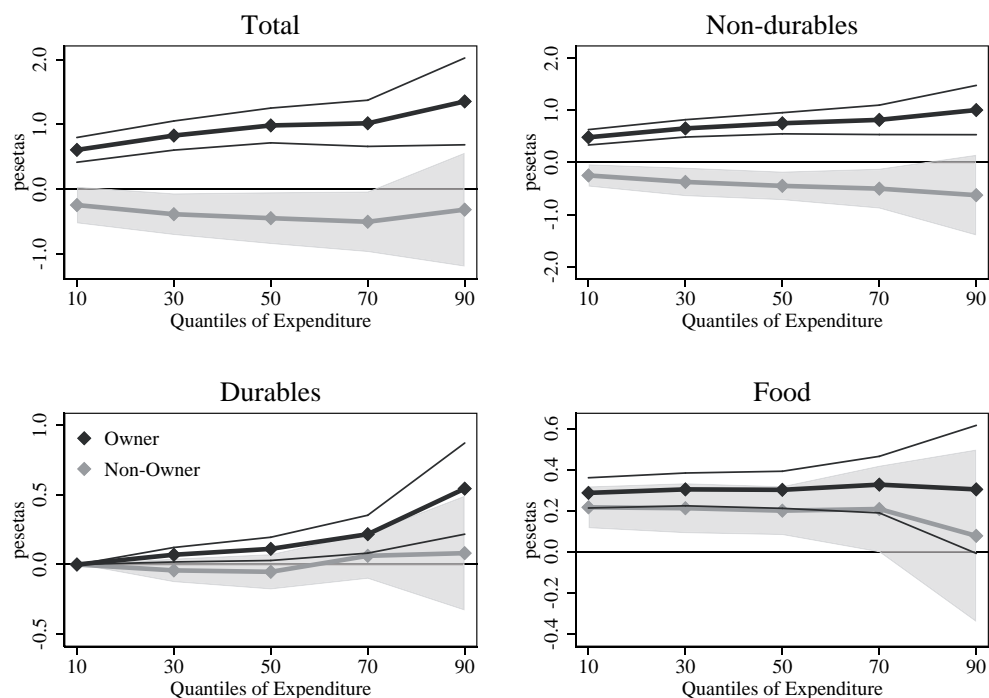 Total
2.0
1.0
0.0
-1.0
pesetas
10 30 50 70 90
Quantiles of Expenditure
Non-durables
2.0
1.0
0.0
-1.0
-2.0
pesetas
10 30 50 70 90
Quantiles of Expenditure
Durables
1.0
0.5
0.0
-0.5
pesetas
Owner
Non-Owner
10 30 50 70 90
Quantiles of Expenditure
Food
0.6
0.4
0.2
0.0
-0.2
-0.4
pesetas
10 30 50 70 90
Quantiles of Expenditure